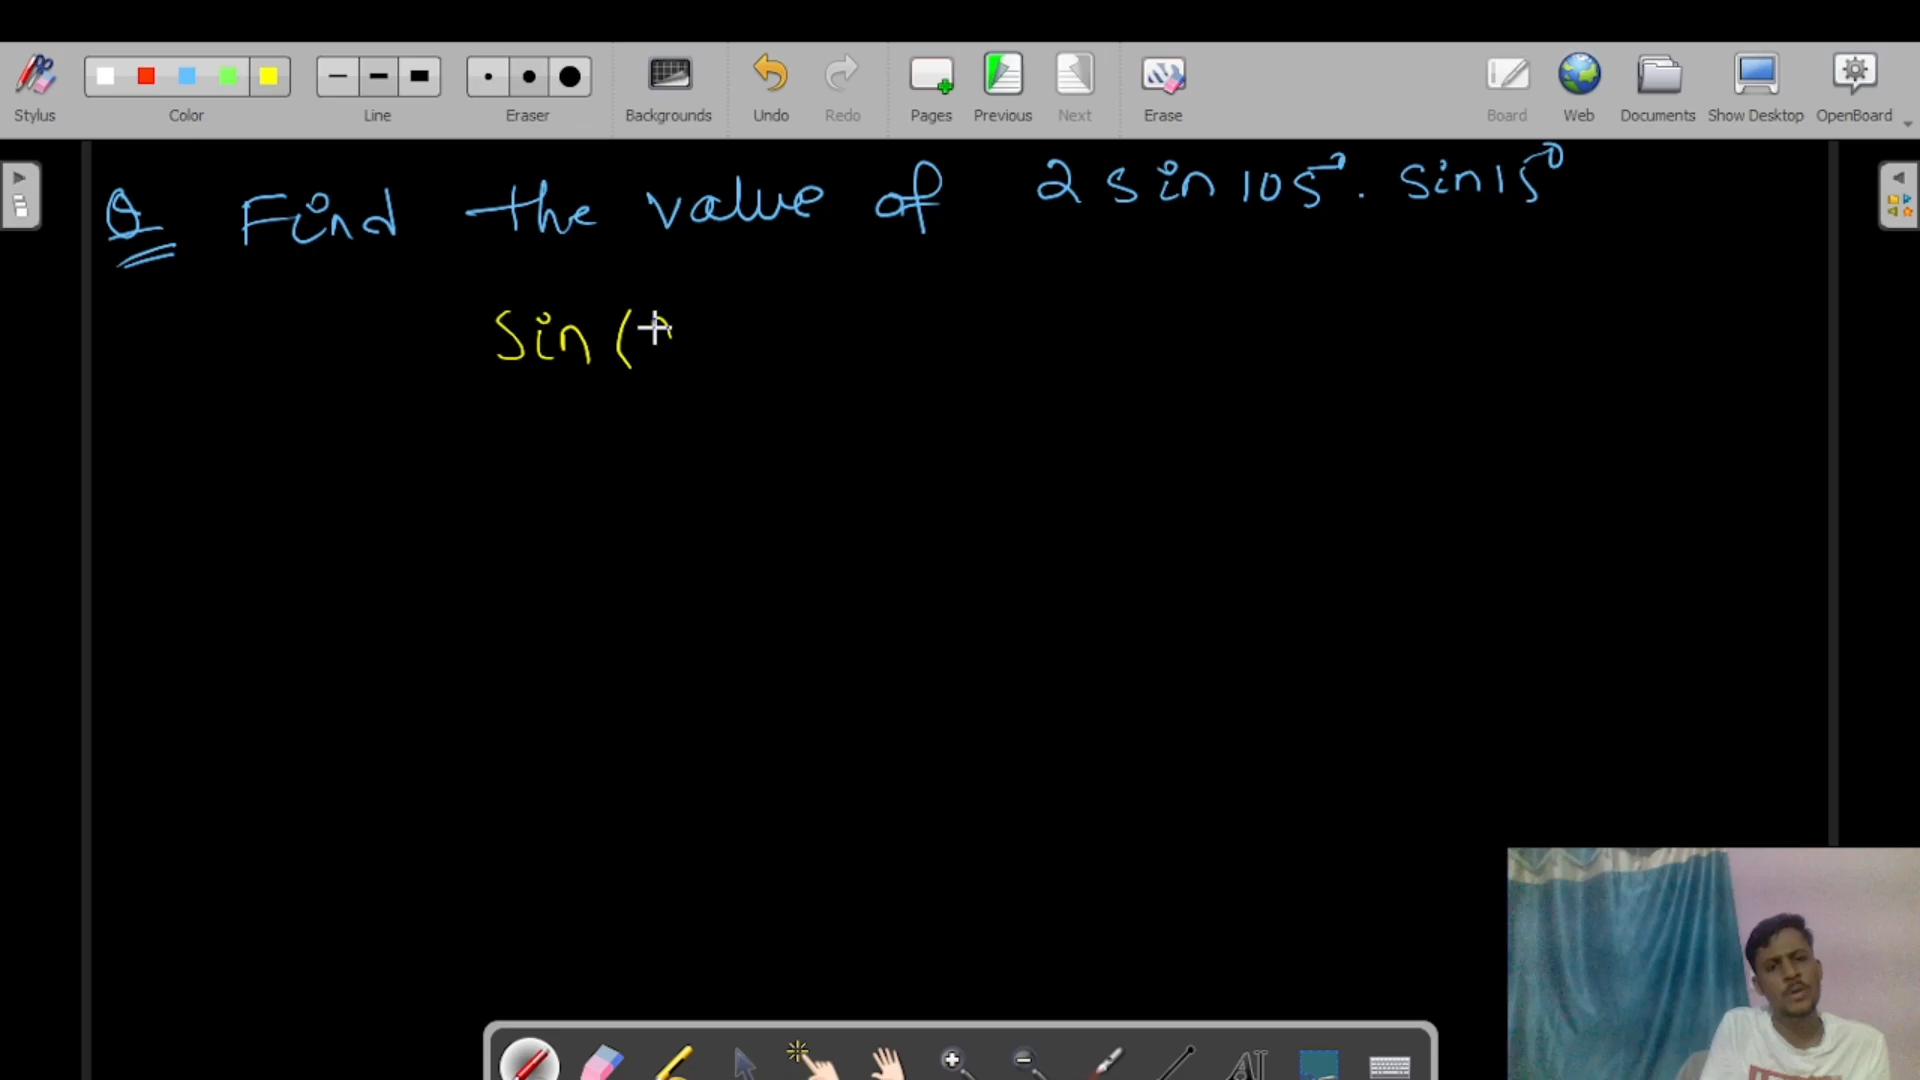 Stylus Color Line Eraser Backgrounds Undo Redo Pages Previous Next Erase Board Web Documents Show Desktop OpenBoard
Q Find the value of 2 sin 105°. sin15°
Sin (